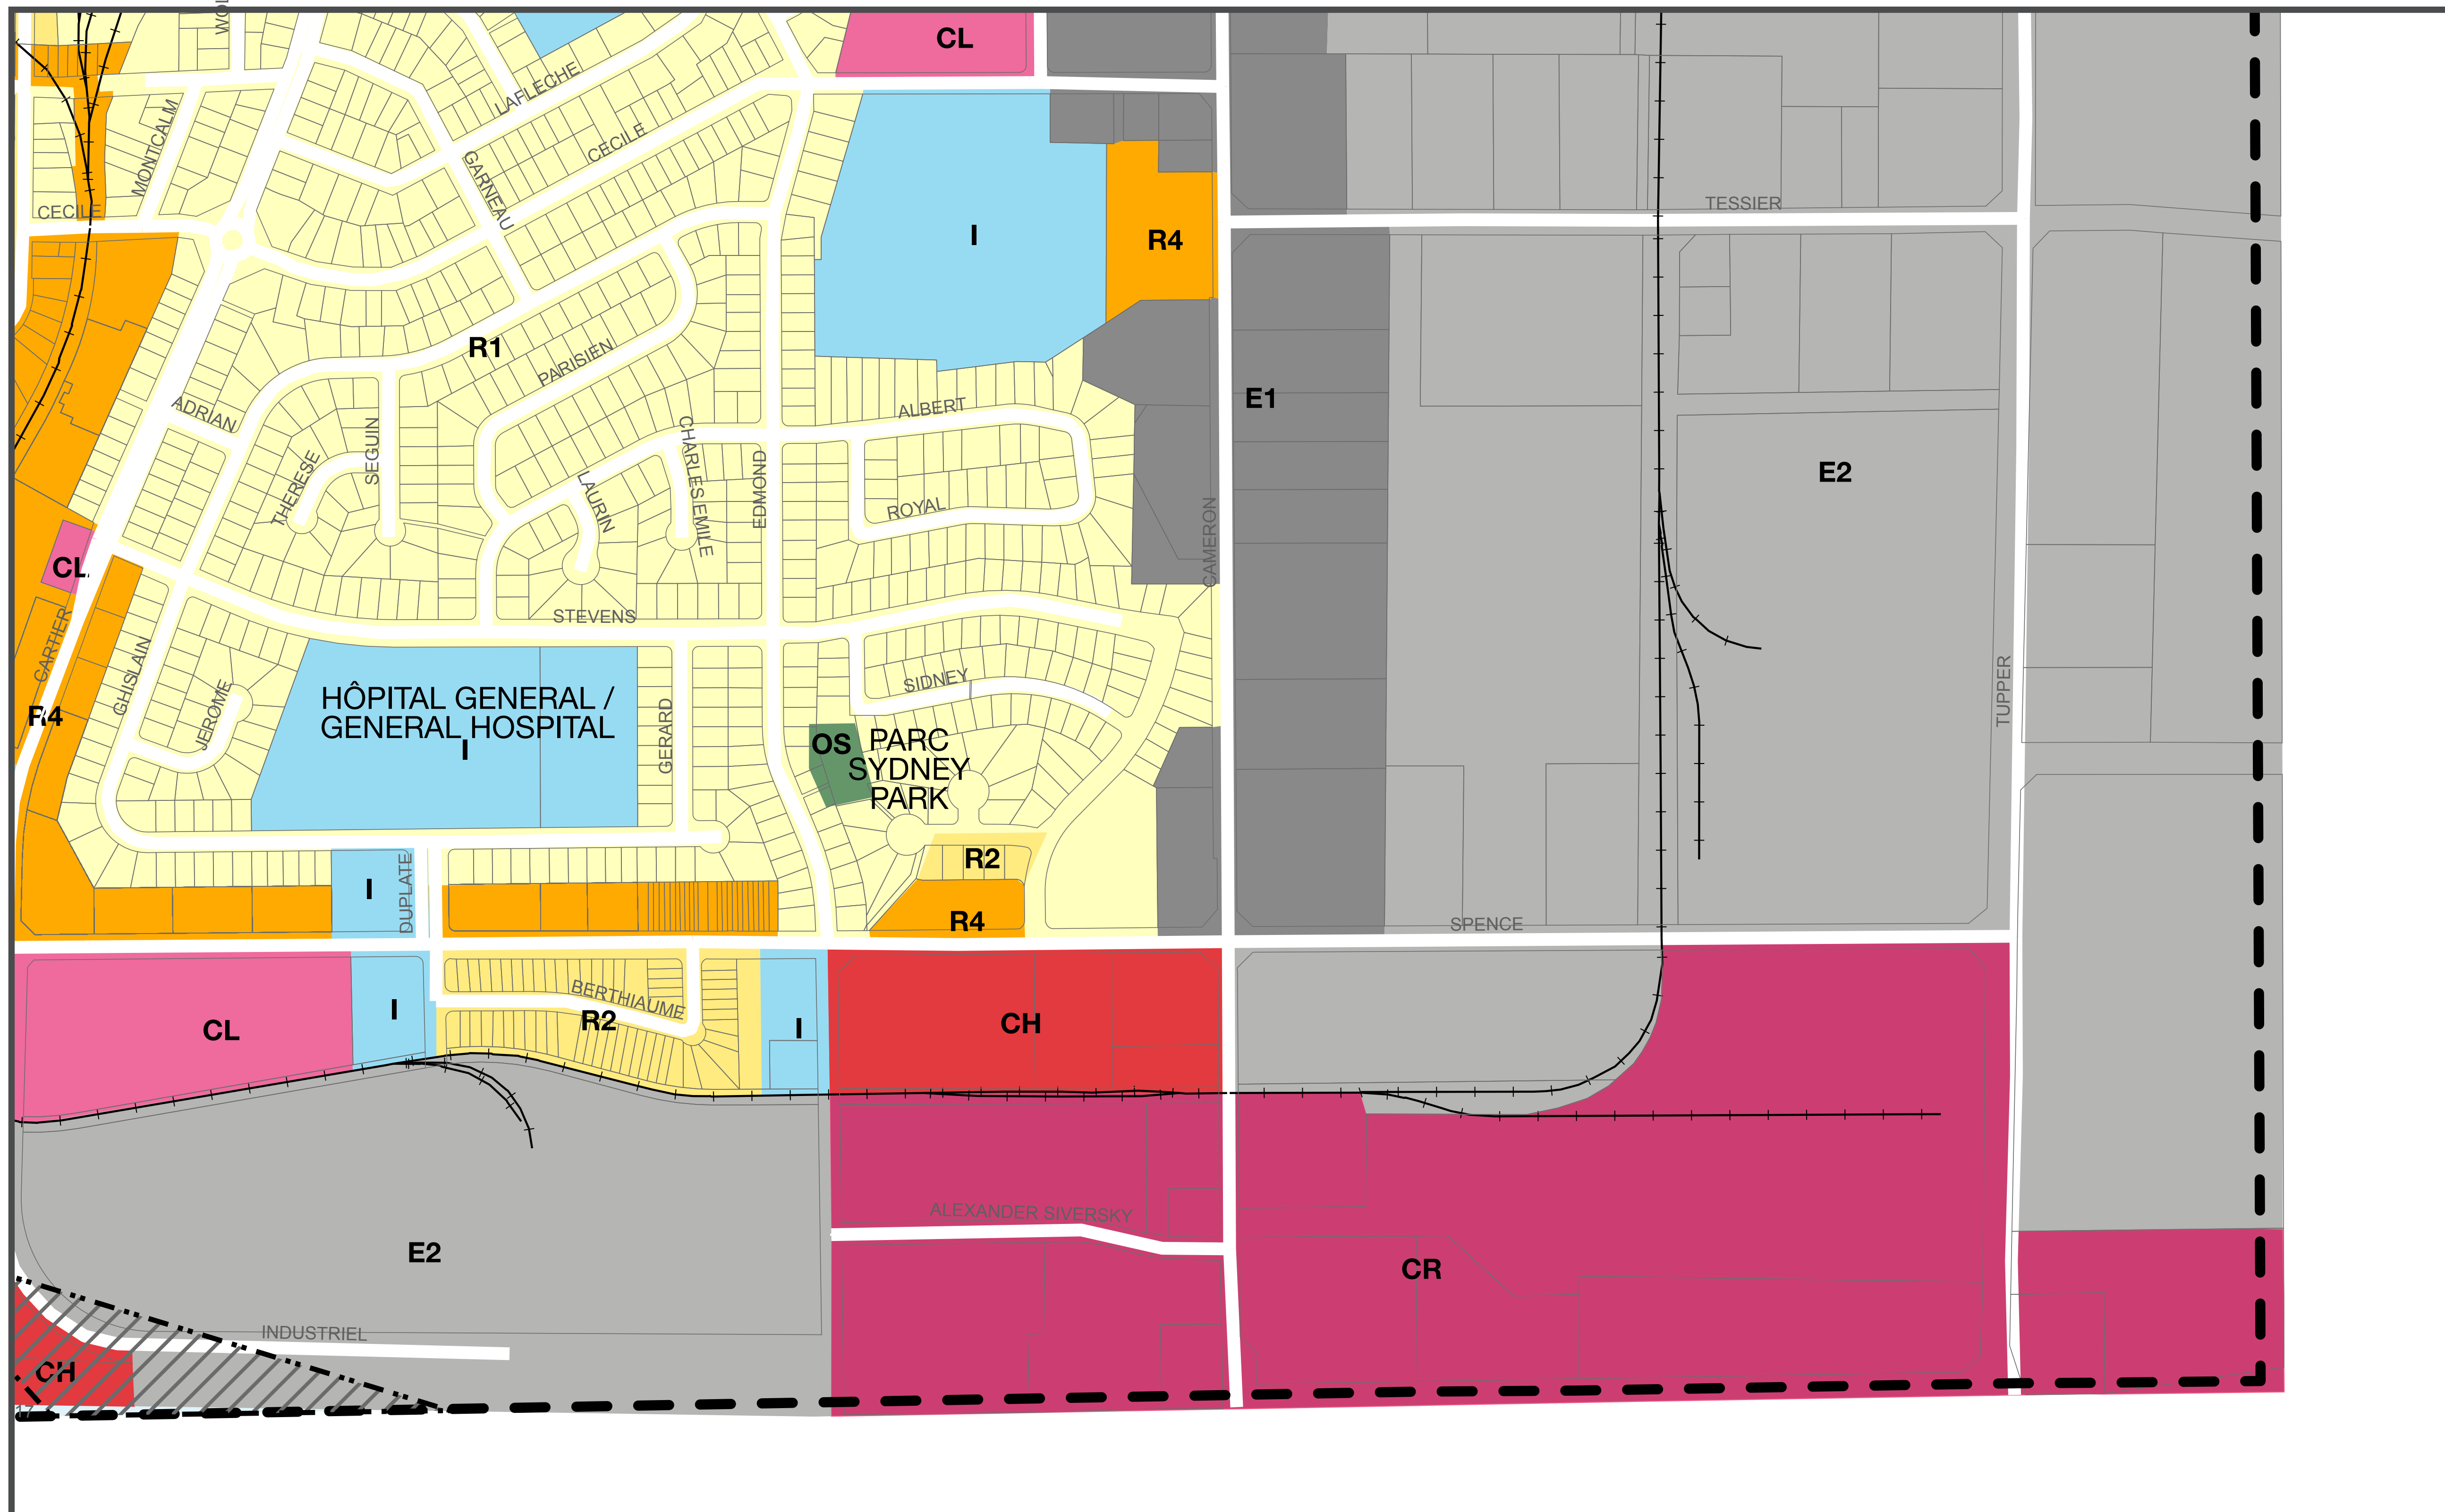 CL
LAFLECHE
CECILE
MONTCALM
GARNEAU
CECILE
I
R4
TESSIER
R1
PARISIEN
ADRIAN
SEGUIN
THERESE
LAURIN
CHARLES EMILE
EDMOND
ALBERT
ROYAL
CAMERON
E1
E2
CL
CARTIER
GHISLAIN
JEROME
STEVENS
R4
HÔPITAL GENERAL /
GENERAL HOSPITAL
I
GERARD
SIDNEY
OS
PARC
SYDNEY
PARK
TUPPER
I
DUPLATE
R2
R4
SPENCE
CL
I
BERTHIAUME
R2
I
CH
ALEXANDER SIVERSKY
E2
CR
INDUSTRIEL
CH
17